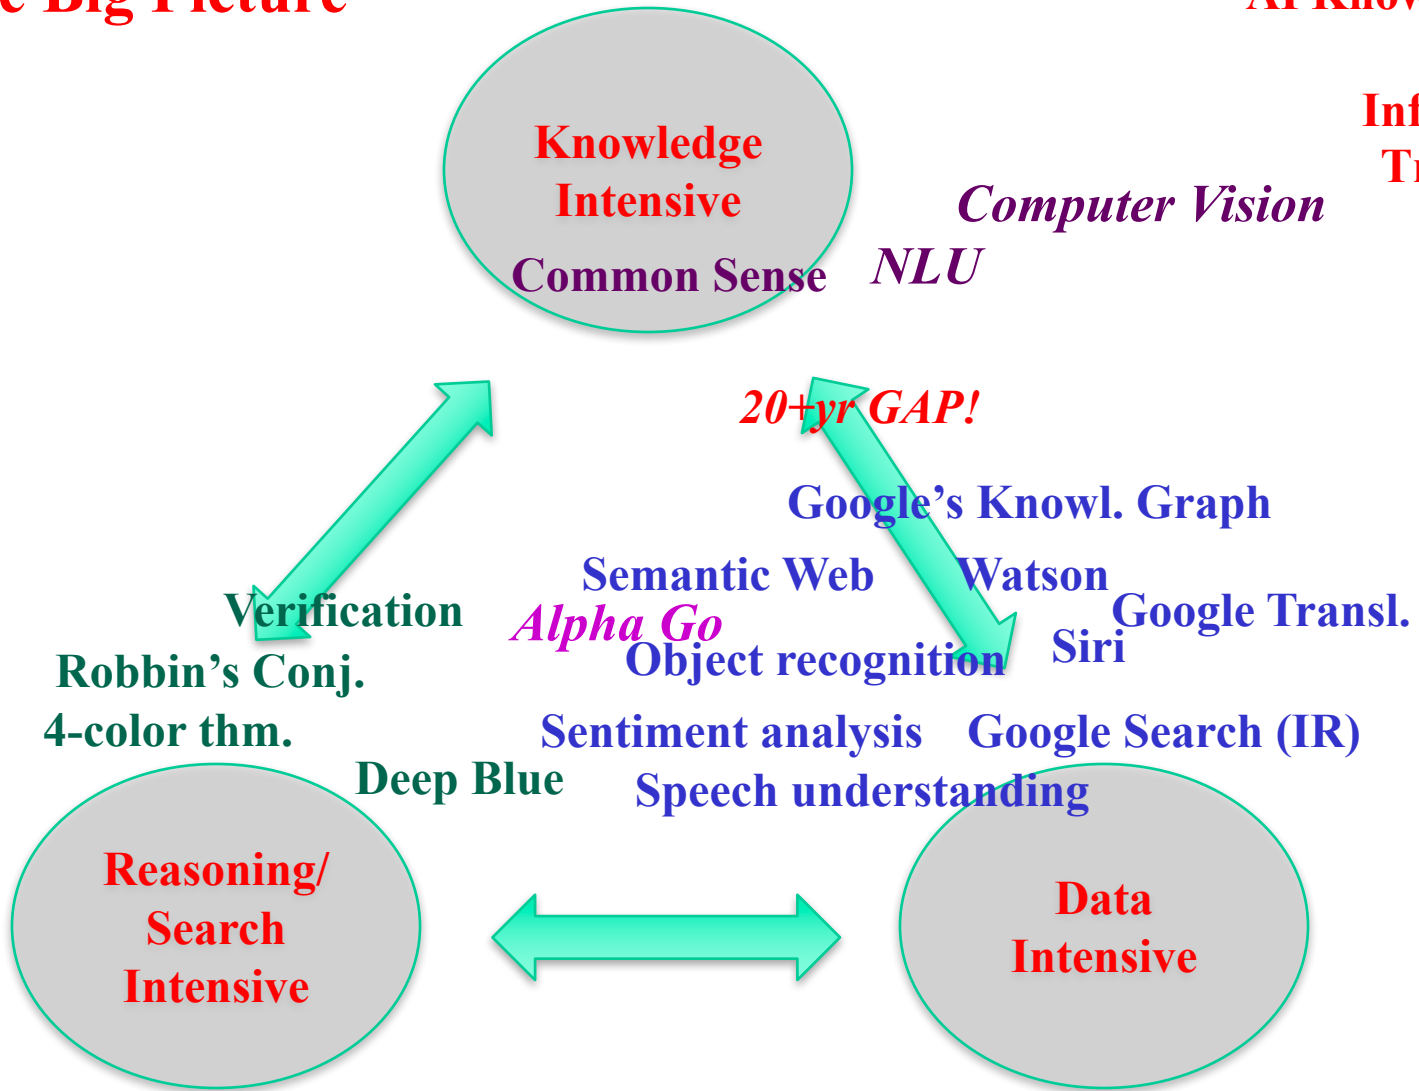 Big Picture
Knowledge
Intensive
Common Sense
Computer Vision
NLU
20+yr GAP!
Google’s Knowl. Graph
Semantic Web
Watson
Verification
Alpha Go
Google Transl.
Object recognition
Siri
Robbin’s Conj.
4-color thm.
Sentiment analysis
Google Search (IR)
Deep Blue
Speech understanding
Reasoning/
Search
Intensive
Data
Intensive